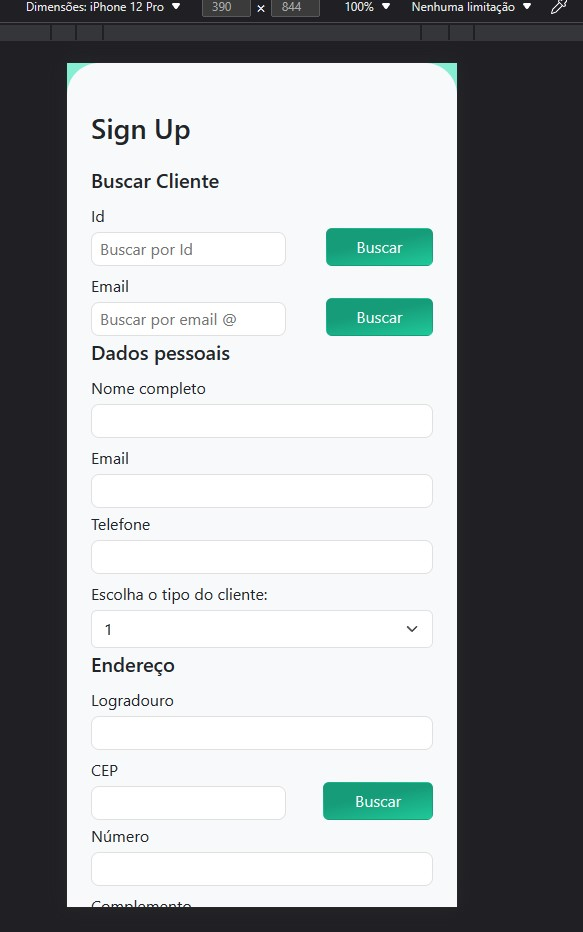 Dimensões: iPhone 12 Pro 390 × 844 100% Nenhuma limitação
Sign Up
Buscar Cliente
Id
Buscar por Id Buscar
Email
Buscar por email @ Buscar
Dados pessoais
Nome completo
Email
Telefone
Escolha o tipo do cliente:
1
Endereço
Logradouro
CEP
Buscar
Número
Complemento